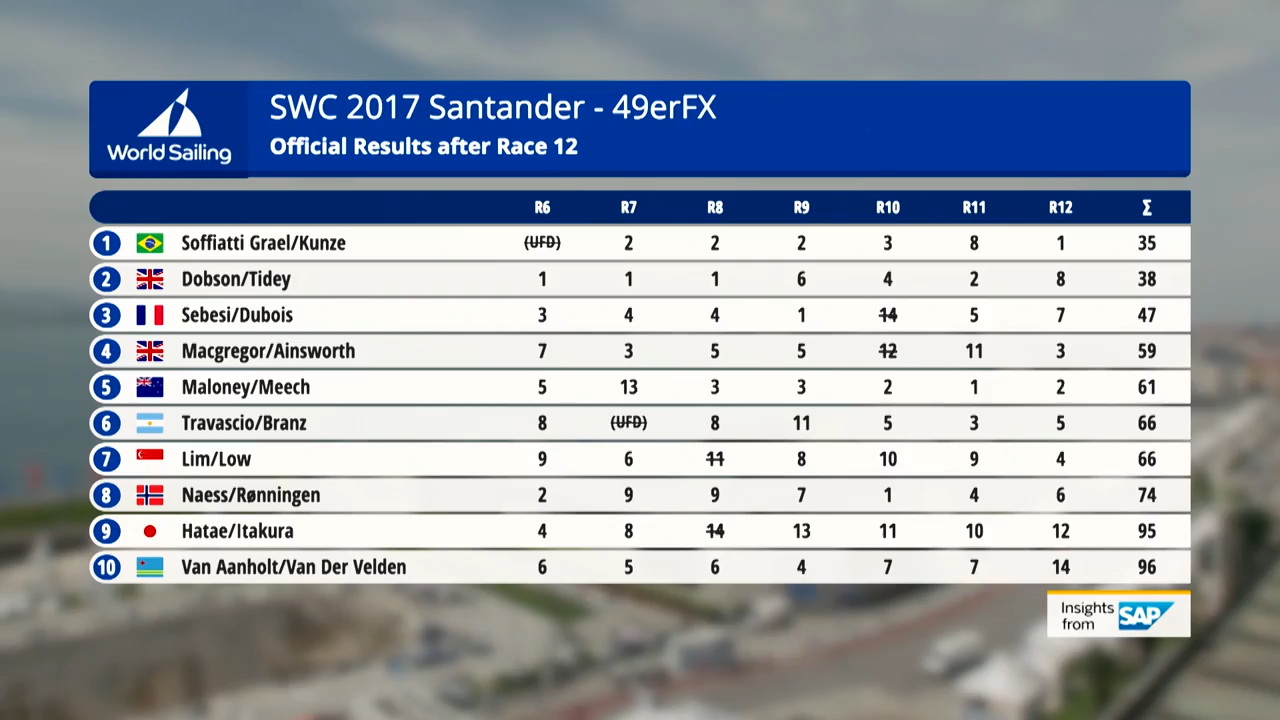 World Sailing
SWC 2017 Santander - 49erFX
Official Results after Race 12
R6 R7 R8 R9 R10 R11 R12 Σ
1 Soffiatti Grael/Kunze (UFD) 2 2 2 3 8 1 35
2 Dobson/Tidey 1 1 1 6 4 2 8 38
3 Sebesi/Dubois 3 4 4 1 14 5 7 47
4 Macgregor/Ainsworth 7 3 5 5 12 11 3 59
5 Maloney/Meech 5 13 3 3 2 1 2 61
6 Travascio/Branz 8 (UFD) 8 11 5 3 5 66
7 Lim/Low 9 6 11 8 10 9 4 66
8 Naess/Rønningen 2 9 9 7 1 4 6 74
9 Hatae/Itakura 4 8 14 13 11 10 12 95
10 Van Aanholt/Van Der Velden 6 5 6 4 7 7 14 96
Insights
from SAP